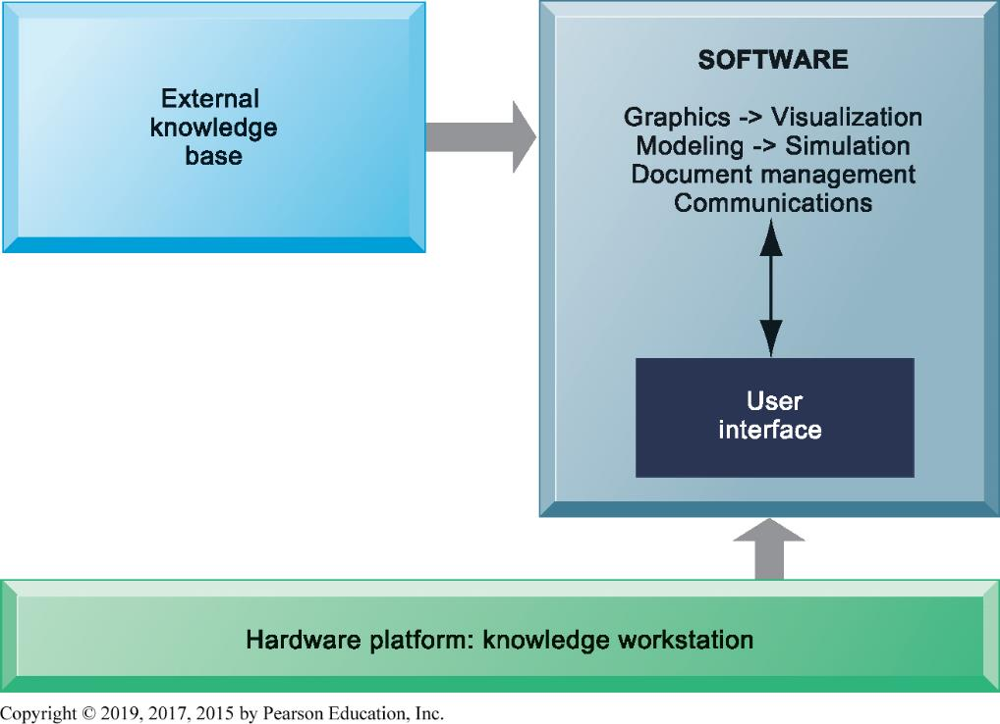 External
knowledge
base
SOFTWARE
Graphics -> Visualization
Modeling -> Simulation
Document management
Communications
User
interface
Hardware platform: knowledge workstation
Copyright © 2019, 2017, 2015 by Pearson Education, Inc.